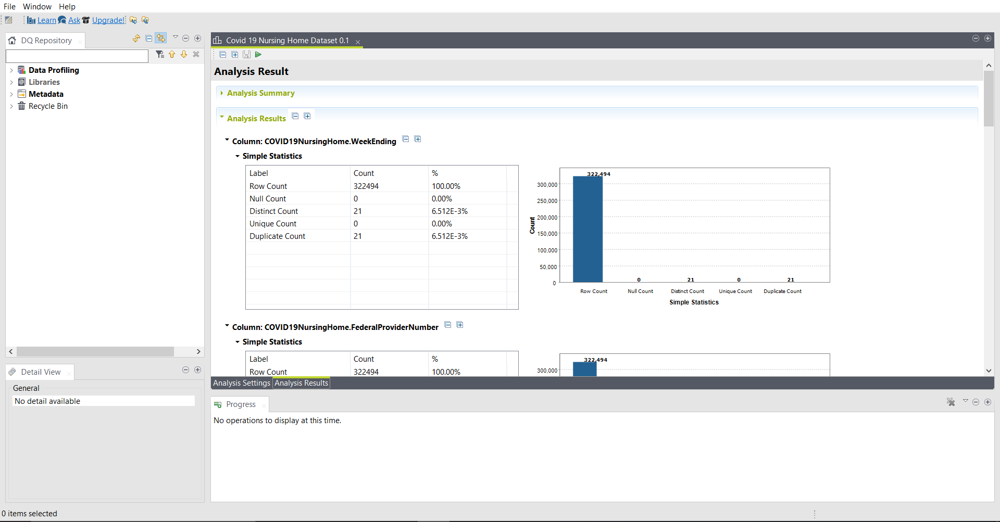 File Window Help
Learn Ask Upgrade!
DQ Repository
Data Profiling
Libraries
Metadata
Recycle Bin
Detail View
General
No detail available
Covid 19 Nursing Home Dataset 0.1
Analysis Result
Analysis Summary
Analysis Results
Column: COVID19NursingHome.WeekEnding
Simple Statistics
Label Count %
Row Count 322494 100.00%
Null Count 0 0.00%
Distinct Count 21 6.512E-3%
Unique Count 0 0.00%
Duplicate Count 21 6.512E-3%
322,494
300,000
250,000
200,000
150,000
100,000
50,000
0
Count
0 21 0 21
Row Count Null Count Distinct Count Unique Count Duplicate Count
Simple Statistics
Column: COVID19NursingHome.FederalProviderNumber
Simple Statistics
Label Count %
Row Count 322494 100.00%
322,494
300,000
Analysis Settings Analysis Results
Progress
No operations to display at this time.
0 items selected